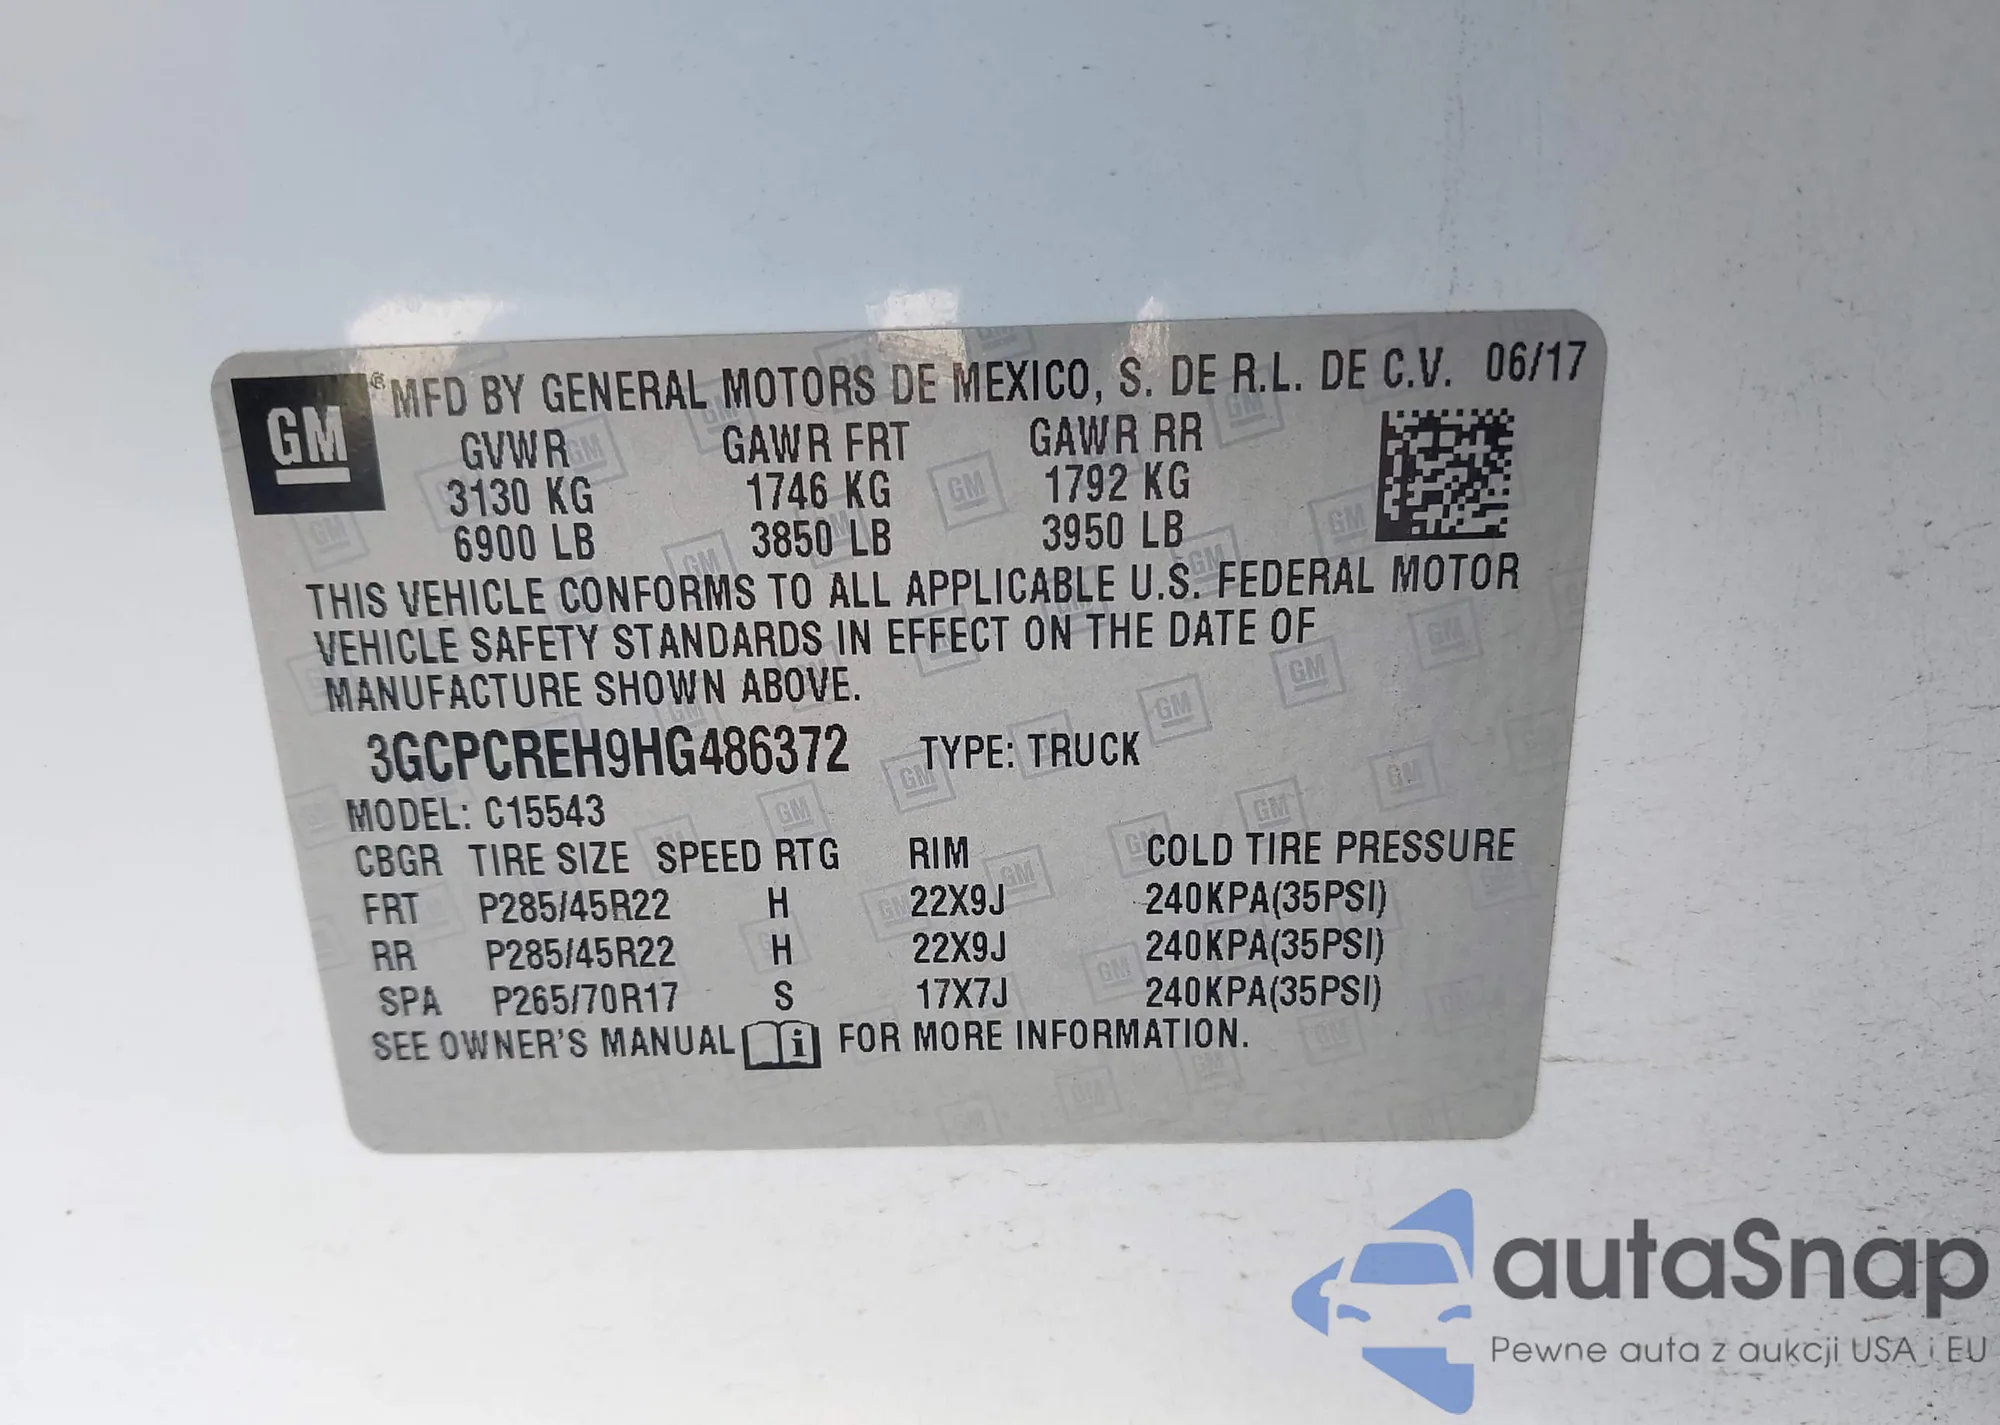 GM
® MFD BY GENERAL MOTORS DE MEXICO, S. DE R.L. DE C.V. 06/17
GVWR GAWR FRT GAWR RR
3130 KG 1746 KG 1792 KG
6900 LB 3850 LB 3950 LB
THIS VEHICLE CONFORMS TO ALL APPLICABLE U.S. FEDERAL MOTOR
VEHICLE SAFETY STANDARDS IN EFFECT ON THE DATE OF
MANUFACTURE SHOWN ABOVE.
3GCPCREH9HG486372 TYPE: TRUCK
MODEL: C15543
CBGR TIRE SIZE SPEED RTG RIM COLD TIRE PRESSURE
FRT P285/45R22 H 22X9J 240KPA(35PSI)
RR P285/45R22 H 22X9J 240KPA(35PSI)
SPA P265/70R17 S 17X7J 240KPA(35PSI)
SEE OWNER'S MANUAL i FOR MORE INFORMATION.
autaSnap
Pewne auta z aukcji USA i EU